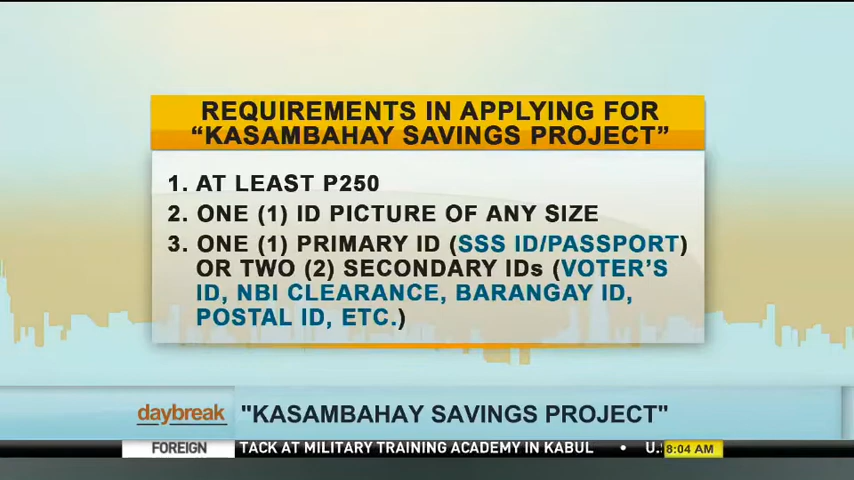 REQUIREMENTS IN APPLYING FOR
“KASAMBAHAY SAVINGS PROJECT”
1. AT LEAST P250
2. ONE (1) ID PICTURE OF ANY SIZE
3. ONE (1) PRIMARY ID (SSS ID/PASSPORT)
OR TWO (2) SECONDARY IDs (VOTER’S
ID, NBI CLEARANCE, BARANGAY ID,
POSTAL ID, ETC.)
daybreak "KASAMBAHAY SAVINGS PROJECT"
FOREIGN TACK AT MILITARY TRAINING ACADEMY IN KABUL • U. 8:04 AM